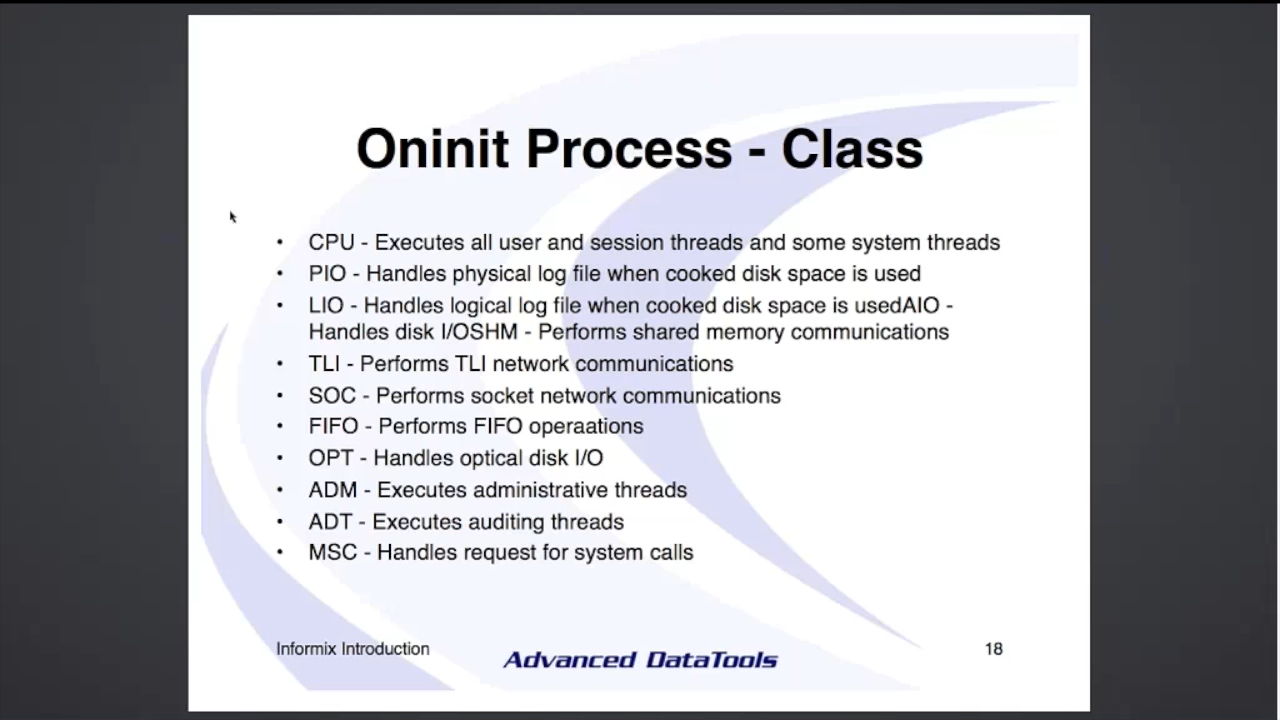 Oninit Process - Class
• CPU - Executes all user and session threads and some system threads
• PIO - Handles physical log file when cooked disk space is used
• LIO - Handles logical log file when cooked disk space is usedAIO -
Handles disk I/OSHM - Performs shared memory communications
• TLI - Performs TLI network communications
• SOC - Performs socket network communications
• FIFO - Performs FIFO operaations
• OPT - Handles optical disk I/O
• ADM - Executes administrative threads
• ADT - Executes auditing threads
• MSC - Handles request for system calls
Informix Introduction
Advanced DataTools
18